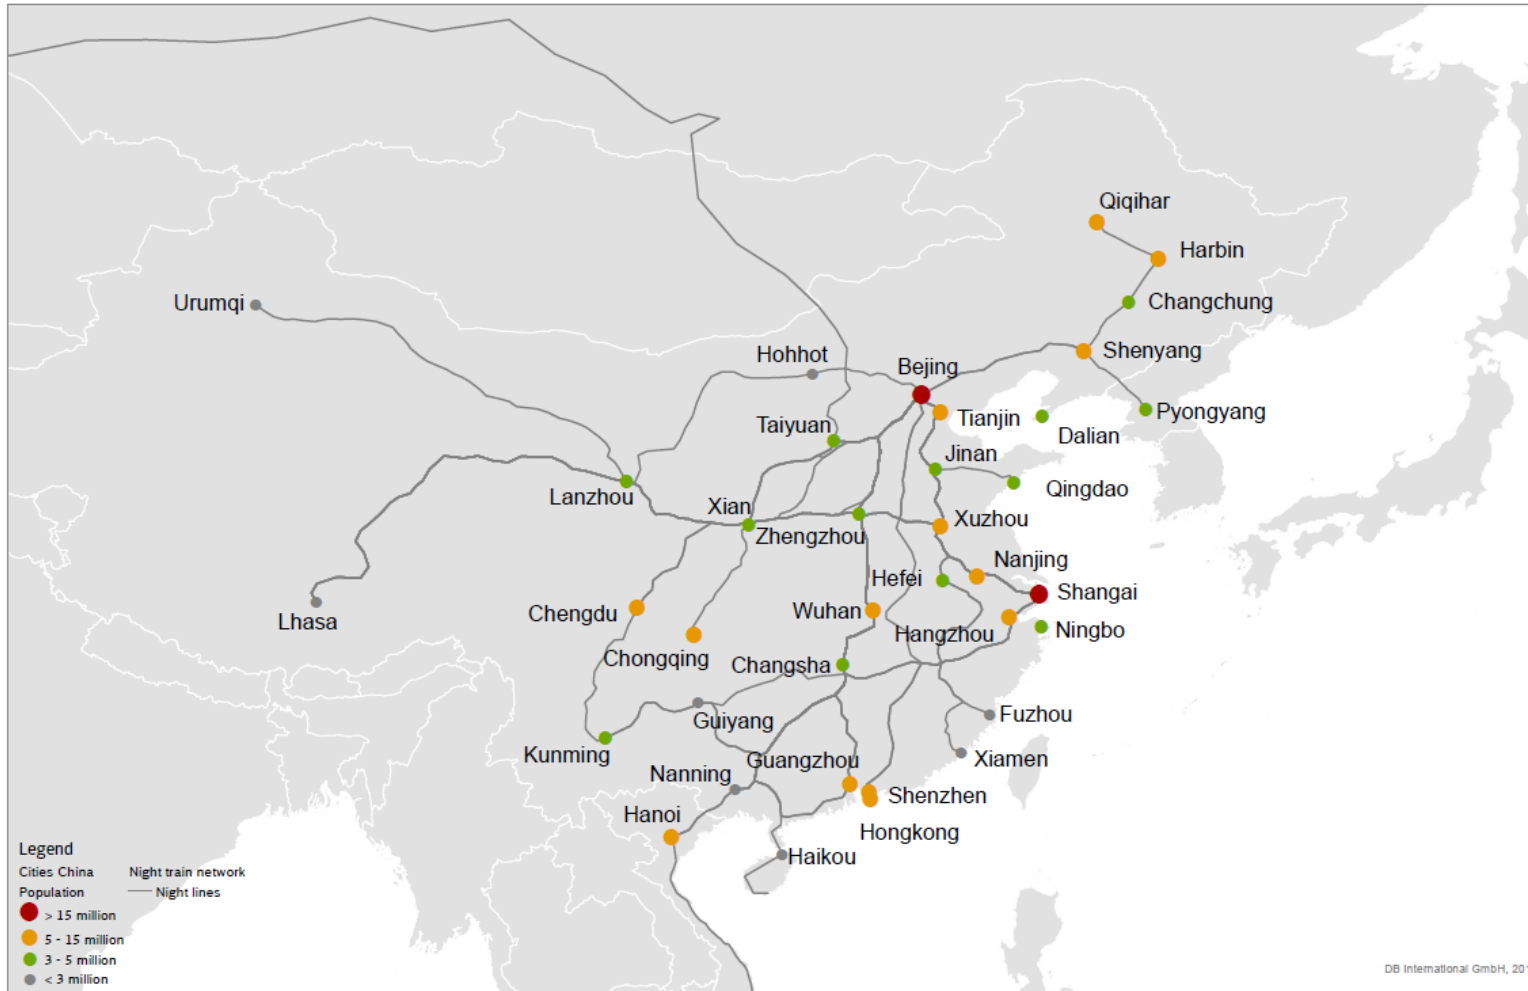 Qiqihar
Harbin
Urumqi
Changchung
Hohhot
Shenyang
Bejing
Taiyuan
Tianjin
Pyongyang
Dalian
Jinan
Lanzhou
Qingdao
Xian
Xuzhou
Zhengzhou
Nanjing
Hefei
Shangai
Lhasa
Chengdu
Wuhan
Hangzhou
Ningbo
Chongqing
Changsha
Guiyang
Fuzhou
Kunming
Guangzhou
Xiamen
Nanning
Shenzhen
Hanoi
Hongkong
Haikou
Legend
Cities China
Night train network
Population
Night lines
> 15 million
5 - 15 million
3 - 5 million
< 3 million
DB International GmbH, 201